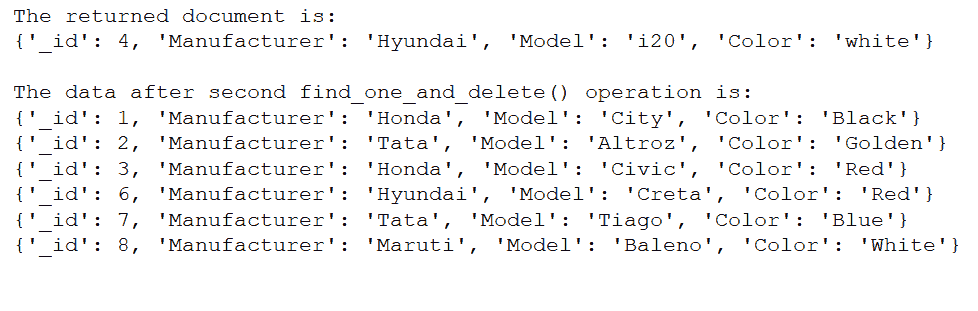 The returned document is:
{'_id': 4, 'Manufacturer': 'Hyundai', 'Model': 'i20', 'Color': 'white'}
The data after second find_one_and_delete() operation is:
{'_id': 1, 'Manufacturer': 'Honda', 'Model': 'City', 'Color': 'Black'}
{'_id': 2, 'Manufacturer': 'Tata', 'Model': 'Altroz', 'Color': 'Golden'}
{'_id': 3, 'Manufacturer': 'Honda', 'Model': 'Civic', 'Color': 'Red'}
{'_id': 6, 'Manufacturer': 'Hyundai', 'Model': 'Creta', 'Color': 'Red'}
{'_id': 7, 'Manufacturer': 'Tata', 'Model': 'Tiago', 'Color': 'Blue'}
{'_id': 8, 'Manufacturer': 'Maruti', 'Model': 'Baleno', 'Color': 'White'}